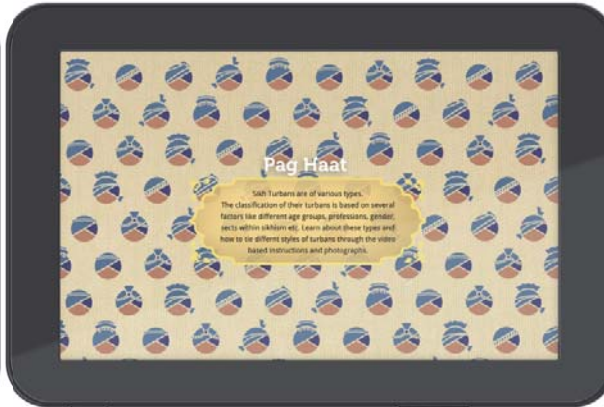 Pag Haat
Sikh Turbans are of various types.
The classification of their turbans is based on several
factors like different age groups, professions, gender,
sects within sikhism etc. Learn about these types and
how to tie differnt styles of turbans through the video
based instructions and photographs.